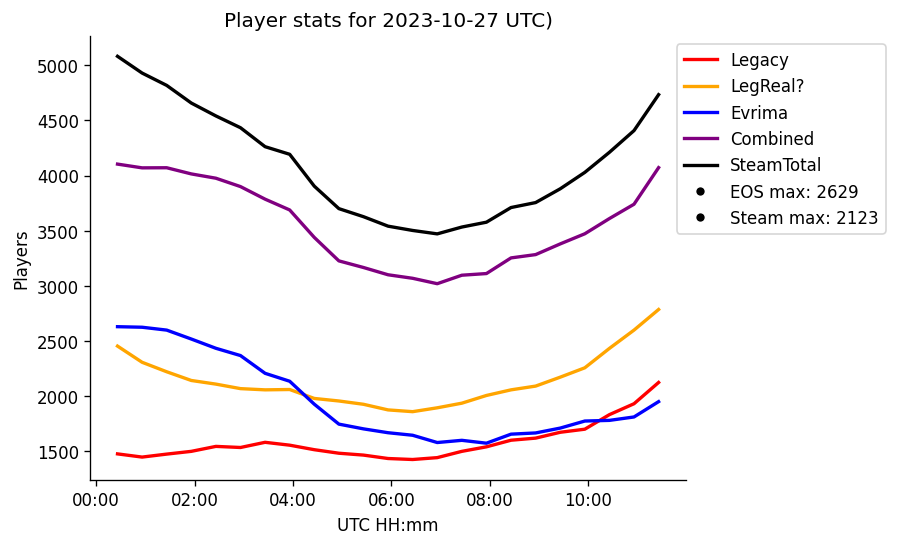 Player stats for 2023-10-27 UTC)
Legacy
LegReal?
Evrima
Combined
SteamTotal
EOS max: 2629
Steam max: 2123
5000
4500
4000
3500
3000
2500
2000
1500
Players
00:00 02:00 04:00 06:00 08:00 10:00
UTC HH:mm